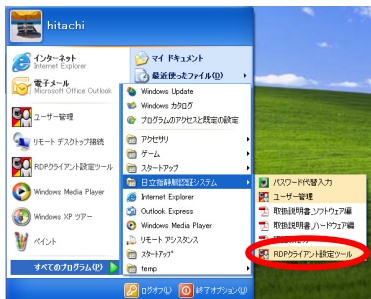 hitachi
インターネット
Internet Explorer
電子メール
Microsoft Office Outlook
ユーザー管理
リモート デスクトップ接続
RDPクライアント設定ツール
Windows Media Player
Windows XP ツアー
ペイント
すべてのプログラム(P)
マイ ドキュメント
最近使ったファイル(D)
Windows Update
Windows カタログ
プログラムのアクセスと既定の設定
アクセサリ
ゲーム
スタートアップ
日立指静脈認証システム
Internet Explorer
Outlook Express
Windows Media Player
リモート アシスタンス
スタートアップ
temp
パスワード代替入力
ユーザー管理
取扱説明書_ソフトウェア編
取扱説明書_ハードウェア編
RDPクライアント設定ツール
ログオフ(L)
終了オプション(U)